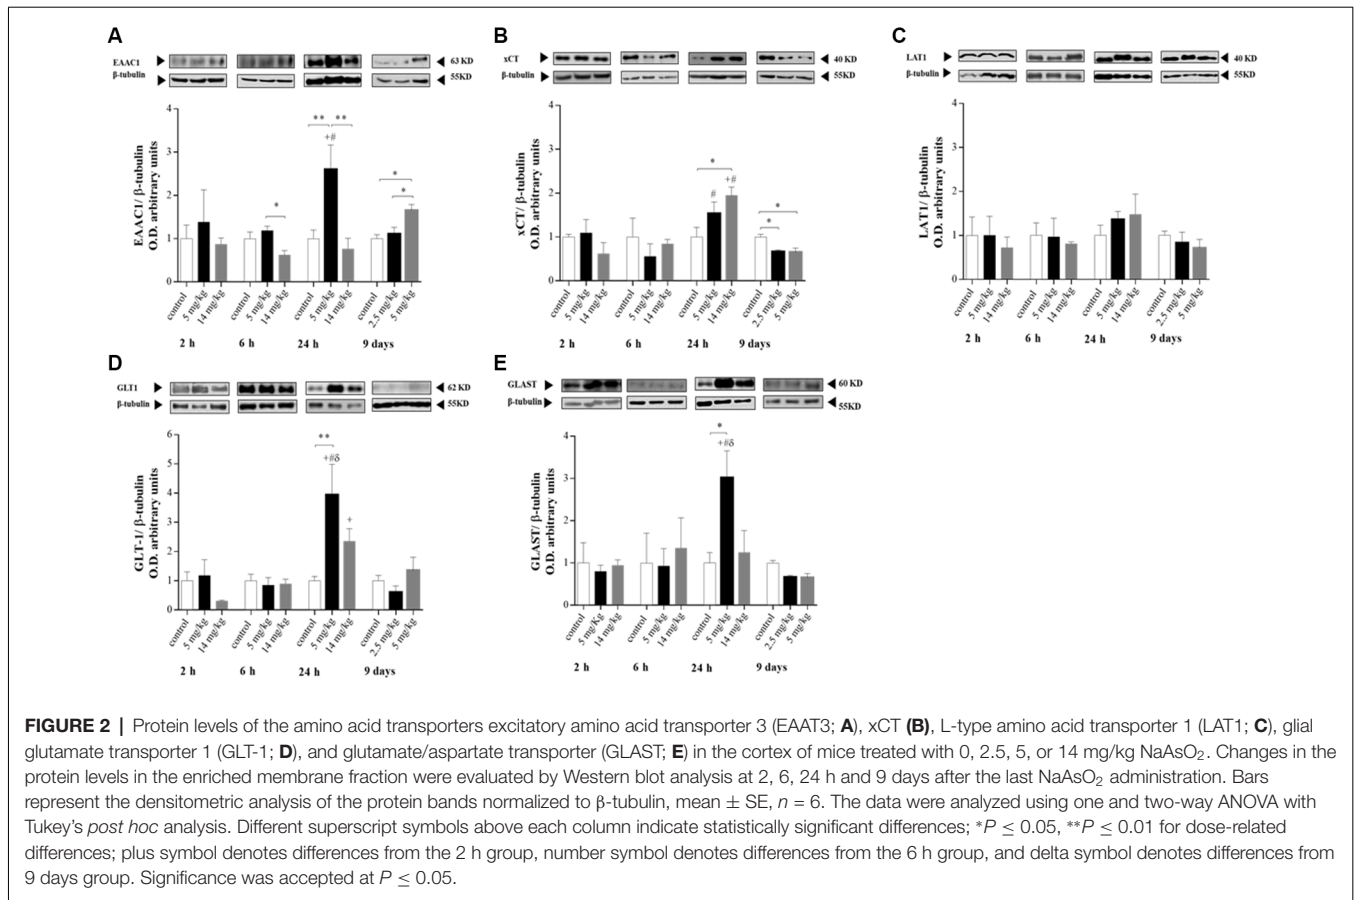 A
EAAC1
63 KD
β-tubulin
55KD
EAAC1/ β-tubulin
O.D. arbitrary units
4
3
2
1
0
** **
+#
*
*
*
control
5 mg/kg
14 mg/kg
control
5 mg/kg
14 mg/kg
control
5 mg/kg
14 mg/kg
control
2.5 mg/kg
5 mg/kg
2 h 6 h 24 h 9 days
B
xCT
40 KD
β-tubulin
55KD
xCT/ β-tubulin
O.D. arbitrary units
4
3
2
1
0
*
+#
#
*
*
control
5 mg/kg
14 mg/kg
control
5 mg/kg
14 mg/kg
control
5 mg/kg
14 mg/kg
control
2.5 mg/kg
5 mg/kg
2 h 6 h 24 h 9 days
C
LAT1
40 KD
β-tubulin
55KD
LAT1/ β-tubulin
O.D. arbitrary units
4
3
2
1
0
control
5 mg/kg
14 mg/kg
control
5 mg/kg
14 mg/kg
control
5 mg/kg
14 mg/kg
control
2.5 mg/kg
5 mg/kg
2 h 6 h 24 h 9 days
D
GLT1
62 KD
β-tubulin
55KD
GLT-1/ β-tubulin
O.D. arbitrary units
6
5
4
3
2
1
0
**
+#δ
+
control
5 mg/kg
14 mg/kg
control
5 mg/kg
14 mg/kg
control
5 mg/kg
14 mg/kg
control
2.5 mg/kg
5 mg/kg
2 h 6 h 24 h 9 days
E
GLAST
60 KD
β-tubulin
55KD
GLAST/ β-tubulin
O.D. arbitrary units
4
3
2
1
0
*
+#δ
control
5 mg/Kg
14 mg/kg
control
5 mg/kg
14 mg/kg
control
5 mg/kg
14 mg/kg
control
2.5 mg/kg
5 mg/kg
2 h 6 h 24 h 9 days
FIGURE 2 | Protein levels of the amino acid transporters excitatory amino acid transporter 3 (EAAT3; A), xCT (B), L-type amino acid transporter 1 (LAT1; C), glial
glutamate transporter 1 (GLT-1; D), and glutamate/aspartate transporter (GLAST; E) in the cortex of mice treated with 0, 2.5, 5, or 14 mg/kg NaAsO₂. Changes in the
protein levels in the enriched membrane fraction were evaluated by Western blot analysis at 2, 6, 24 h and 9 days after the last NaAsO₂ administration. Bars
represent the densitometric analysis of the protein bands normalized to β-tubulin, mean ± SE, n = 6. The data were analyzed using one and two-way ANOVA with
Tukey's post hoc analysis. Different superscript symbols above each column indicate statistically significant differences; *P ≤ 0.05, **P ≤ 0.01 for dose-related
differences; plus symbol denotes differences from the 2 h group, number symbol denotes differences from the 6 h group, and delta symbol denotes differences from
9 days group. Significance was accepted at P ≤ 0.05.